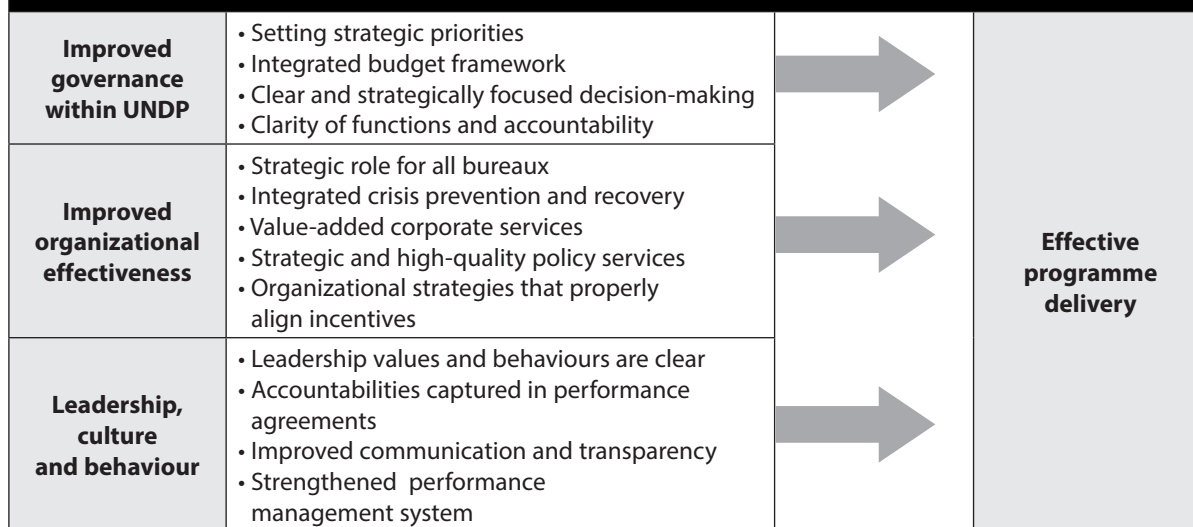 Improved
governance
within UNDP
• Setting strategic priorities
• Integrated budget framework
• Clear and strategically focused decision-making
• Clarity of functions and accountability
Improved
organizational
effectiveness
• Strategic role for all bureaux
• Integrated crisis prevention and recovery
• Value-added corporate services
• Strategic and high-quality policy services
• Organizational strategies that properly
align incentives
Leadership,
culture
and behaviour
• Leadership values and behaviours are clear
• Accountabilities captured in performance
agreements
• Improved communication and transparency
• Strengthened performance
management system
Effective
programme
delivery